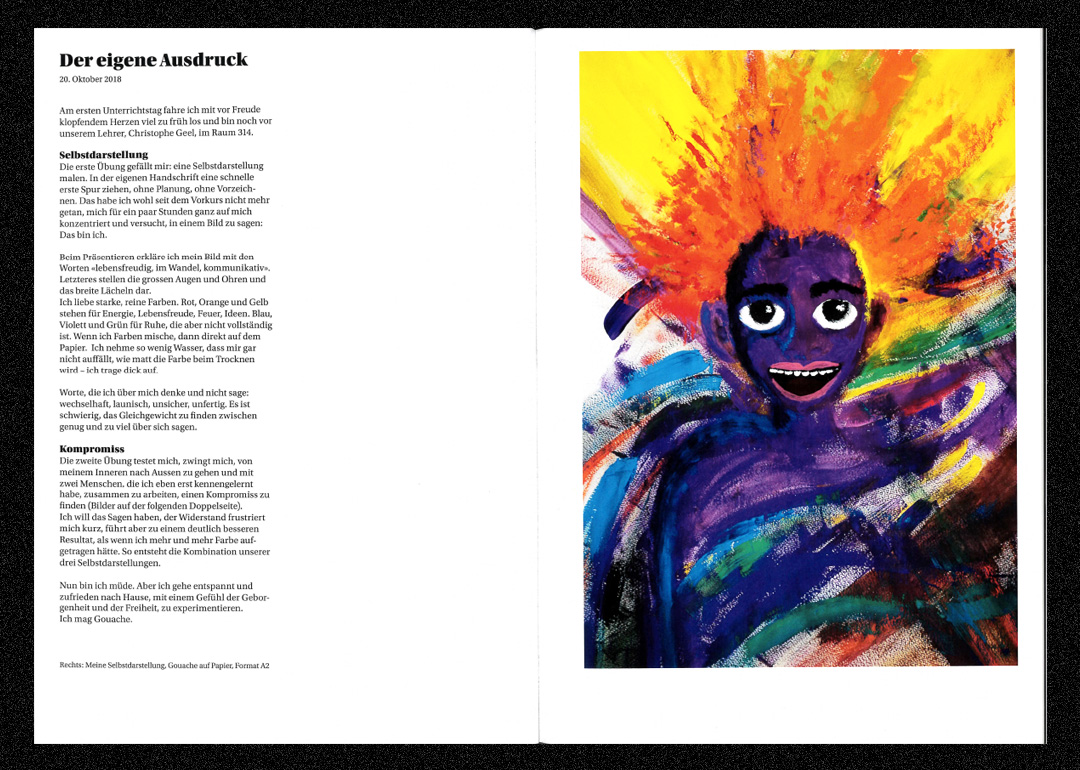 Der eigene Ausdruck
20. Oktober 2018
Am ersten Unterrichtstag fahre ich mit vor Freude
klopfendem Herzen viel zu früh los und bin noch vor
unserem Lehrer, Christophe Geel, im Raum 314.
Selbstdarstellung
Die erste Übung gefällt mir: eine Selbstdarstellung
malen. In der eigenen Handschrift eine schnelle
erste Spur ziehen, ohne Planung, ohne Vorzeich-
nen. Das habe ich wohl seit dem Vorkurs nicht mehr
getan, mich für ein paar Stunden ganz auf mich
konzentriert und versucht, in einem Bild zu sagen:
Das bin ich.
Beim Präsentieren erkläre ich mein Bild mit den
Worten «lebensfreudig, im Wandel, kommunikativ».
Letzteres stellen die grossen Augen und Ohren und
das breite Lächeln dar.
Ich liebe starke, reine Farben. Rot, Orange und Gelb
stehen für Energie, Lebensfreude, Feuer, Ideen. Blau,
Violett und Grün für Ruhe, die aber nicht vollständig
ist. Wenn ich Farben mische, dann direkt auf dem
Papier. Ich nehme so wenig Wasser, dass mir gar
nicht auffällt, wie matt die Farbe beim Trocknen
wird – ich trage dick auf.
Worte, die ich über mich denke und nicht sage:
wechselhaft, launisch, unsicher, unfertig. Es ist
schwierig, das Gleichgewicht zu finden zwischen
genug und zu viel über sich sagen.
Kompromiss
Die zweite Übung testet mich, zwingt mich, von
meinem Inneren nach Aussen zu gehen und mit
zwei Menschen. die ich eben erst kennengelernt
habe, zusammen zu arbeiten, einen Kompromiss zu
finden (Bilder auf der folgenden Doppelseite).
Ich will das Sagen haben, der Widerstand frustriert
mich kurz, führt aber zu einem deutlich besseren
Resultat, als wenn ich mehr und mehr Farbe auf-
getragen hätte. So entsteht die Kombination unserer
drei Selbstdarstellungen.
Nun bin ich müde. Aber ich gehe entspannt und
zufrieden nach Hause, mit einem Gefühl der Gebor-
genheit und der Freiheit, zu experimentieren.
Ich mag Gouache.
Rechts: Meine Selbstdarstellung, Gouache auf Papier, Format A2